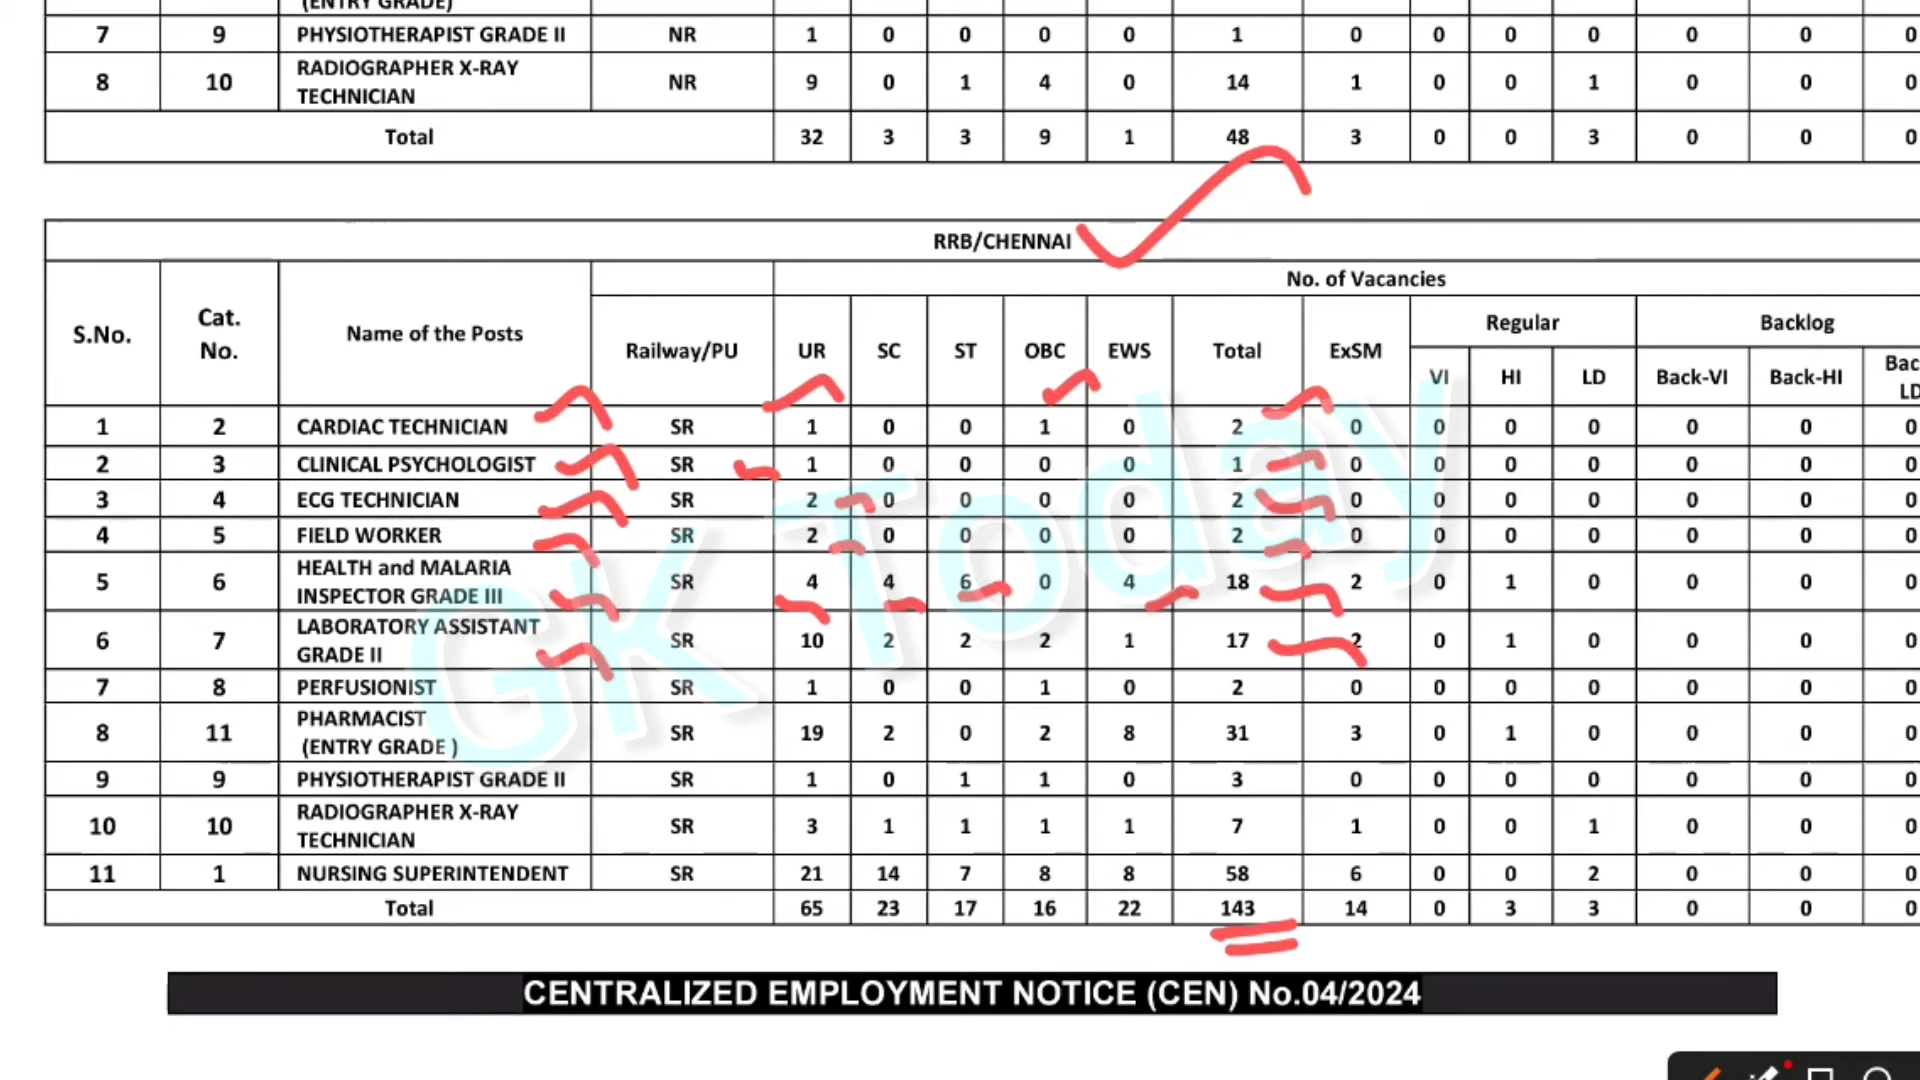 (ENTRY GRADE)
7 9 PHYSIOTHERAPIST GRADE II NR 1 0 0 0 0 1 0 0 0 0 0 0 0
8 10 RADIOGRAPHER X-RAY TECHNICIAN NR 9 0 1 4 0 14 1 0 0 1 0 0 0
Total 32 3 3 9 1 48 3 0 0 3 0 0 0
RRB/CHENNAI
No. of Vacancies
S.No. Cat. No. Name of the Posts Railway/PU UR SC ST OBC EWS Total ExSM Regular Backlog
VI HI LD Back-VI Back-HI
1 2 CARDIAC TECHNICIAN SR 1 0 0 1 0 2 0 0 0 0 0 0 0
2 3 CLINICAL PSYCHOLOGIST SR 1 0 0 0 0 1 0 0 0 0 0 0 0
3 4 ECG TECHNICIAN SR 2 0 0 0 0 2 0 0 0 0 0 0 0
4 5 FIELD WORKER SR 2 0 0 0 0 2 0 0 0 0 0 0 0
5 6 HEALTH and MALARIA INSPECTOR GRADE III SR 4 4 6 0 4 18 2 0 1 0 0 0 0
6 7 LABORATORY ASSISTANT GRADE II SR 10 2 2 2 1 17 2 0 1 0 0 0 0
7 8 PERFUSIONIST SR 1 0 0 1 0 2 0 0 0 0 0 0 0
8 11 PHARMACIST (ENTRY GRADE ) SR 19 2 0 2 8 31 3 0 1 0 0 0 0
9 9 PHYSIOTHERAPIST GRADE II SR 1 0 1 1 0 3 0 0 0 0 0 0 0
10 10 RADIOGRAPHER X-RAY TECHNICIAN SR 3 1 1 1 1 7 1 0 0 1 0 0 0
11 1 NURSING SUPERINTENDENT SR 21 14 7 8 8 58 6 0 0 2 0 0 0
Total 65 23 17 16 22 143 14 0 3 3 0 0 0
GK Today
CENTRALIZED EMPLOYMENT NOTICE (CEN) No.04/2024